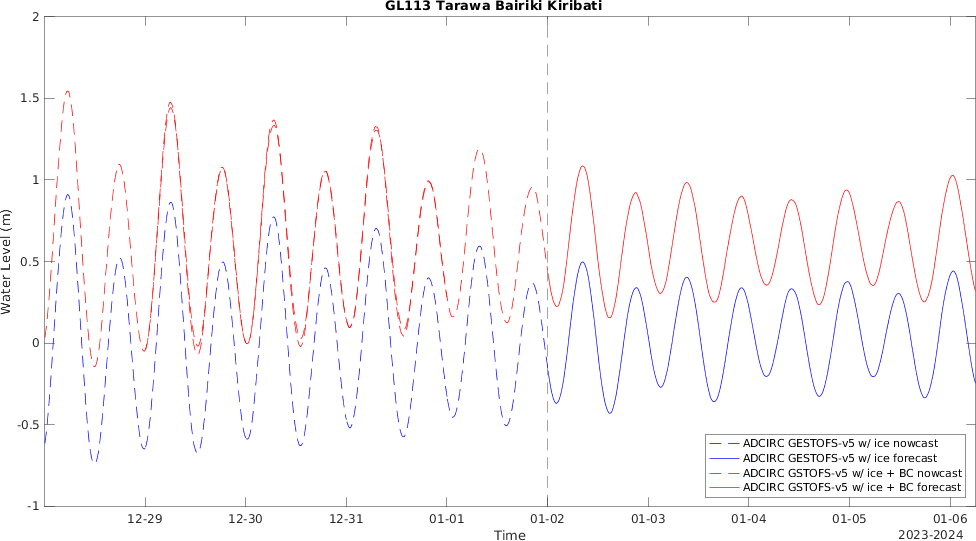 GL113 Tarawa Bairiki Kiribati
2
1.5
1
0.5
0
-0.5
-1
Water Level (m)
12-29
12-30
12-31
01-01
01-02
01-03
01-04
01-05
01-06
Time
2023-2024
ADCIRC GESTOFS-v5 w/ ice nowcast
ADCIRC GESTOFS-v5 w/ ice forecast
ADCIRC GSTOFS-v5 w/ ice + BC nowcast
ADCIRC GSTOFS-v5 w/ ice + BC forecast